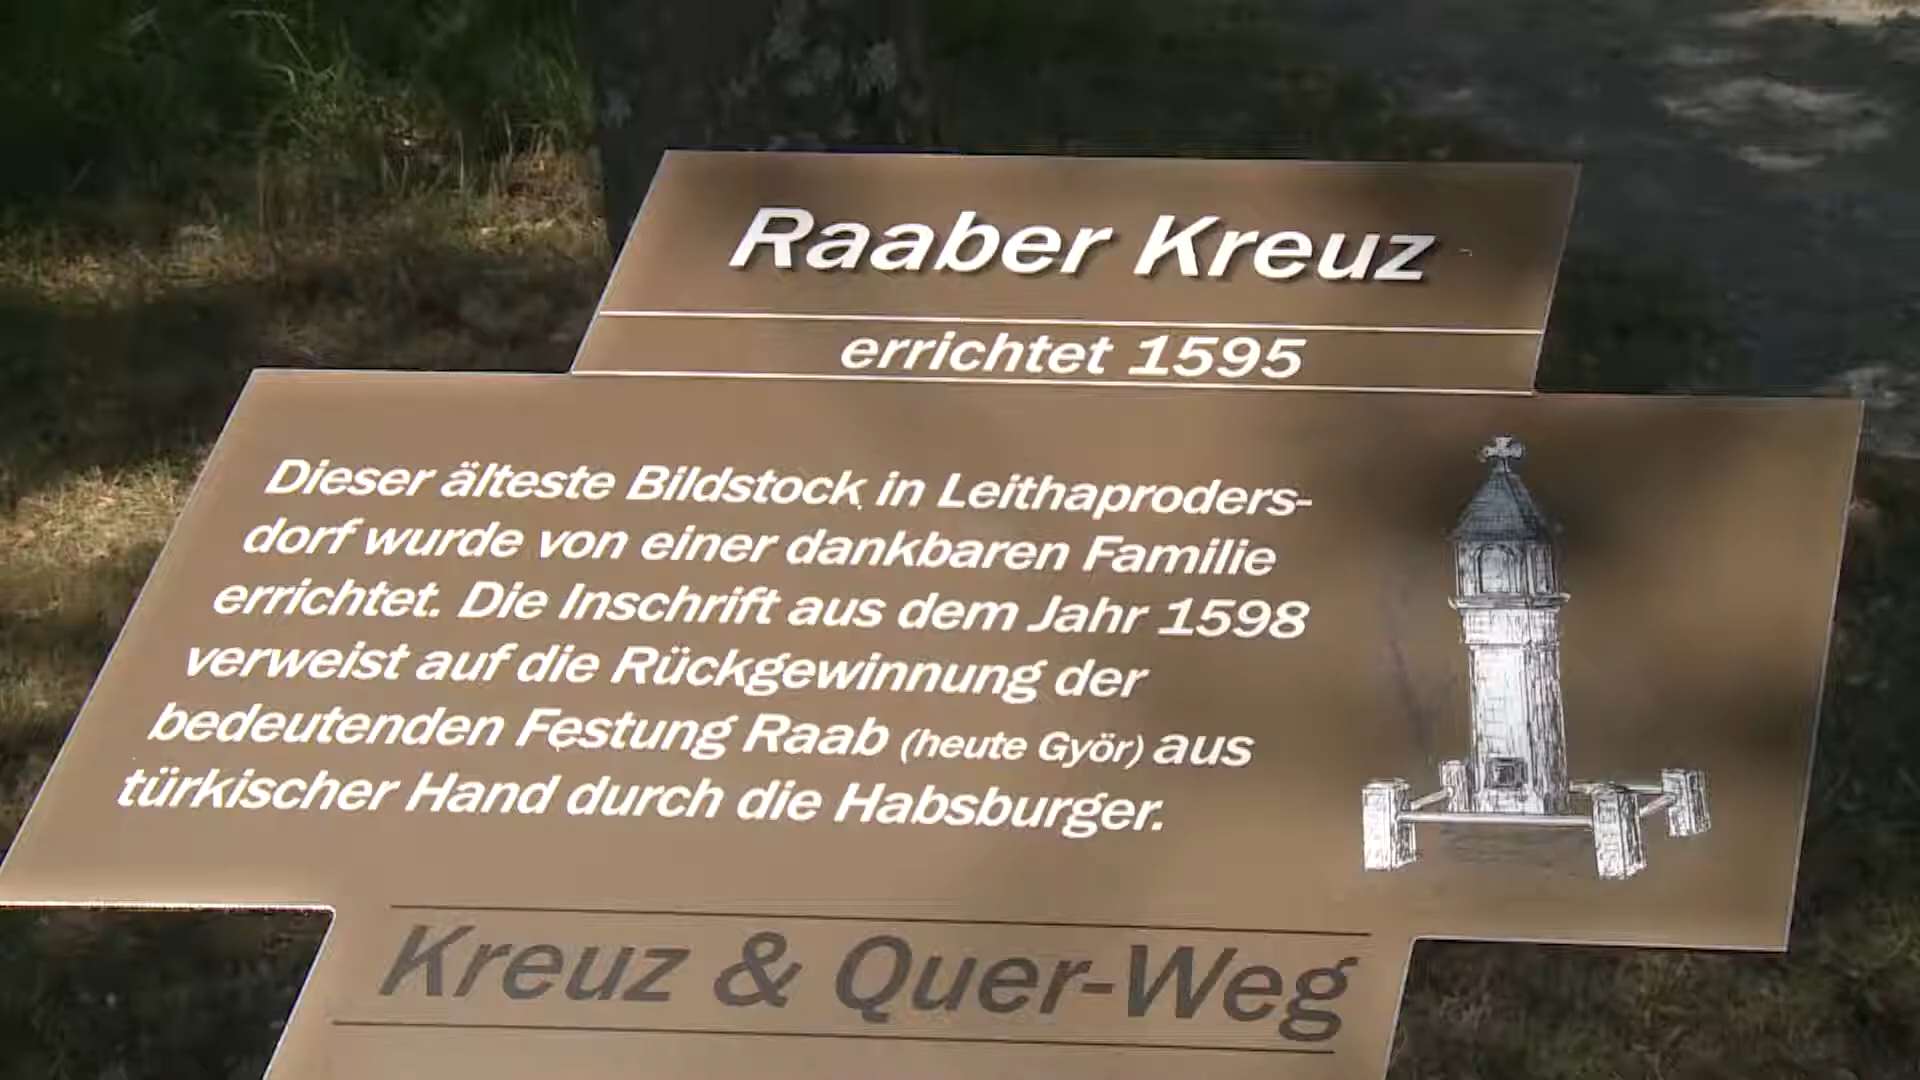 Raaber Kreuz
errichtet 1595
Dieser älteste Bildstock in Leithaproders-
dorf wurde von einer dankbaren Familie
errichtet. Die Inschrift aus dem Jahr 1598
verweist auf die Rückgewinnung der
bedeutenden Festung Raab (heute Györ) aus
türkischer Hand durch die Habsburger.
Kreuz & Quer-Weg